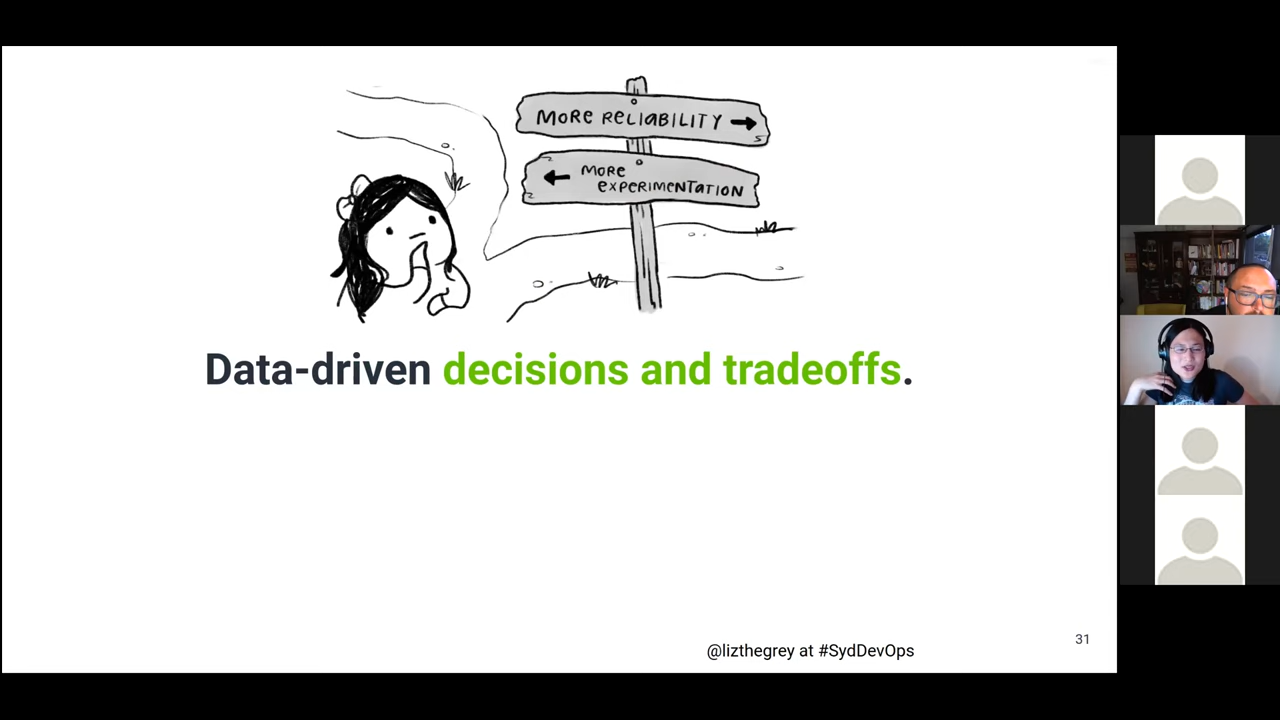 MORE RELIABILITY
MORE
EXPERIMENTATION
Data-driven decisions and tradeoffs.
31
@lizthegrey at #SydDevOps